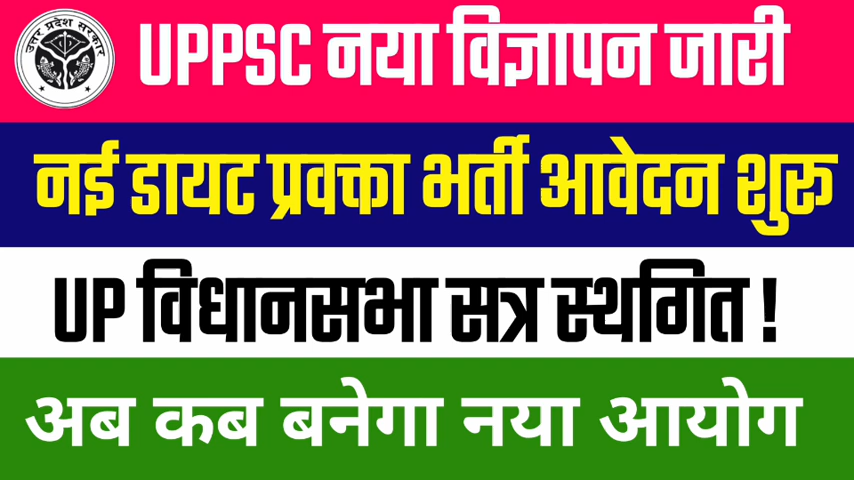 उत्तर प्रदेश सरकार
UPPSC नया विज्ञापन जारी
नई डायट प्रवक्ता भर्ती आवेदन शुरू
UP विधानसभा सत्र स्थगित !
अब कब बनेगा नया आयोग